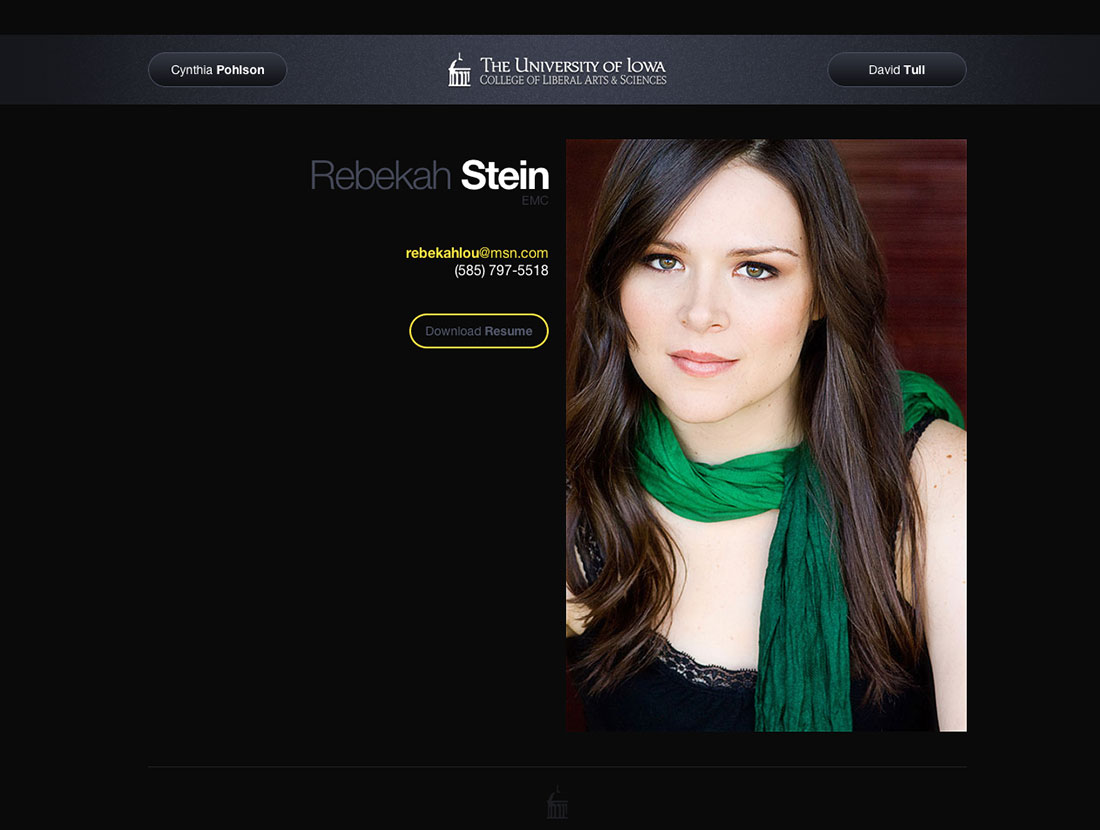 Cynthia Pohlson
THE UNIVERSITY OF IOWA
COLLEGE OF LIBERAL ARTS & SCIENCES
David Tull
Rebekah Stein
EMC
rebekahlou@msn.com
(585) 797-5518
Download Resume